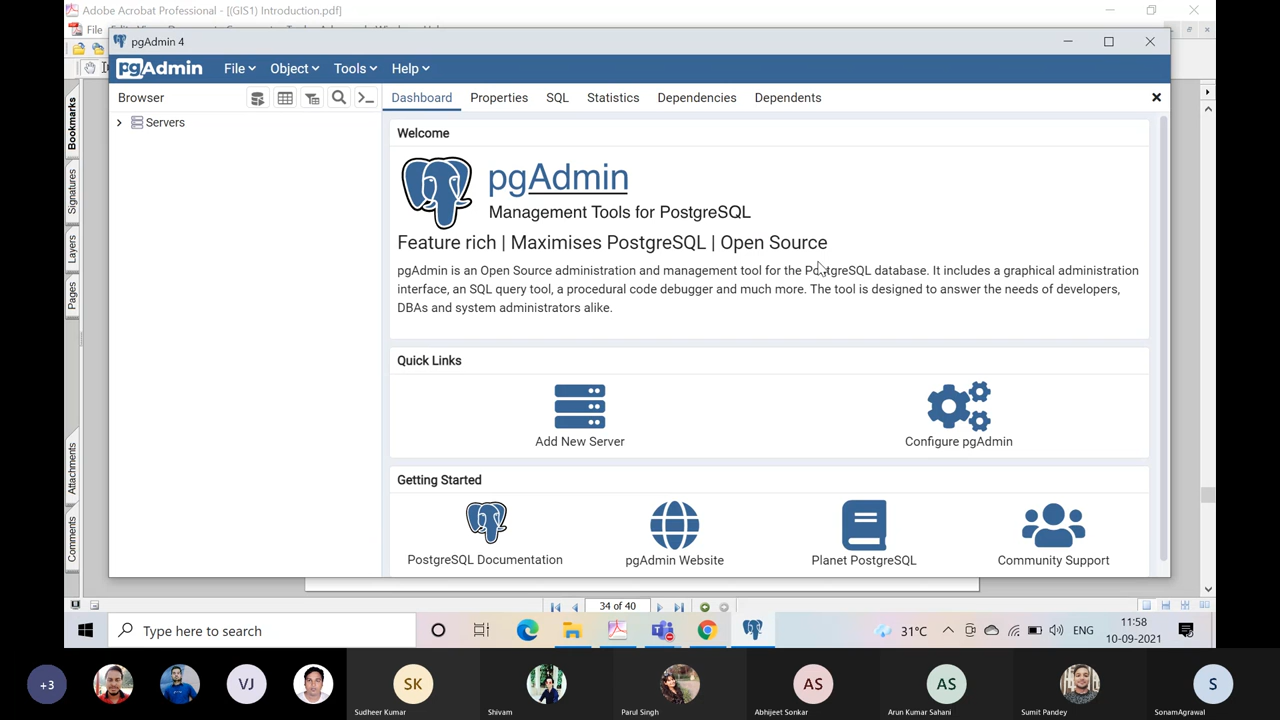 Adobe Acrobat Professional - [(GIS1) Introduction.pdf]
File
pgAdmin 4
pgAdmin
File
Object
Tools
Help
Browser
Dashboard
Properties
SQL
Statistics
Dependencies
Dependents
Servers
Welcome
pgAdmin
Management Tools for PostgreSQL
Feature rich | Maximises PostgreSQL | Open Source
pgAdmin is an Open Source administration and management tool for the PostgreSQL database. It includes a graphical administration
interface, an SQL query tool, a procedural code debugger and much more. The tool is designed to answer the needs of developers,
DBAs and system administrators alike.
Quick Links
Add New Server
Configure pgAdmin
Getting Started
PostgreSQL Documentation
pgAdmin Website
Planet PostgreSQL
Community Support
Bookmarks
Signatures
Layers
Pages
Attachments
Comments
34 of 40
Type here to search
31°C
ENG
11:58
10-09-2021
+3
VJ
SK
Sudheer Kumar
Shivam
Parul Singh
AS
Abhijeet Sonkar
AS
Arun Kumar Sahani
Sumit Pandey
S
SonamAgrawal